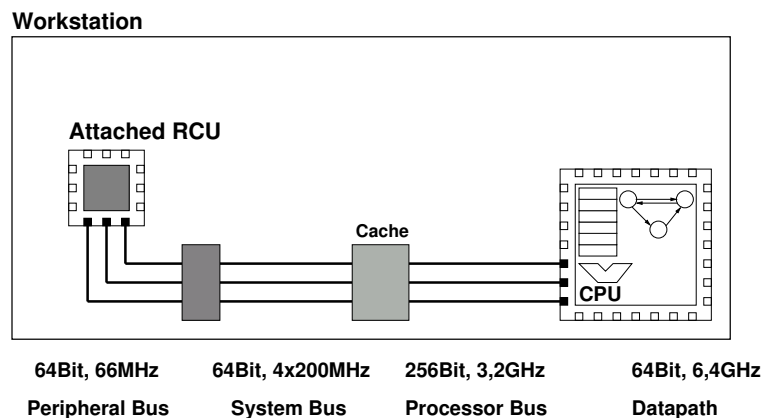 Workstation
Attached RCU
Cache
CPU
64Bit, 66MHz 64Bit, 4x200MHz 256Bit, 3,2GHz 64Bit, 6,4GHz
Peripheral Bus System Bus Processor Bus Datapath